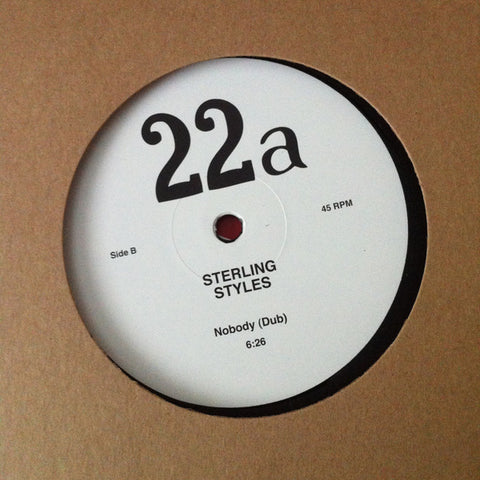 22a
Side B
45 RPM
STERLING
STYLES
Nobody (Dub)
6:26